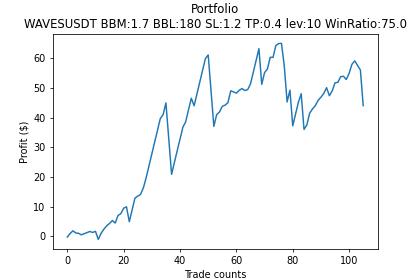 Portfolio
WAVESUSDT BBM:1.7 BBL:180 SL:1.2 TP:0.4 lev:10 WinRatio:75.0
60
50
40
30
20
10
0
Profit ($)
0 20 40 60 80 100
Trade counts